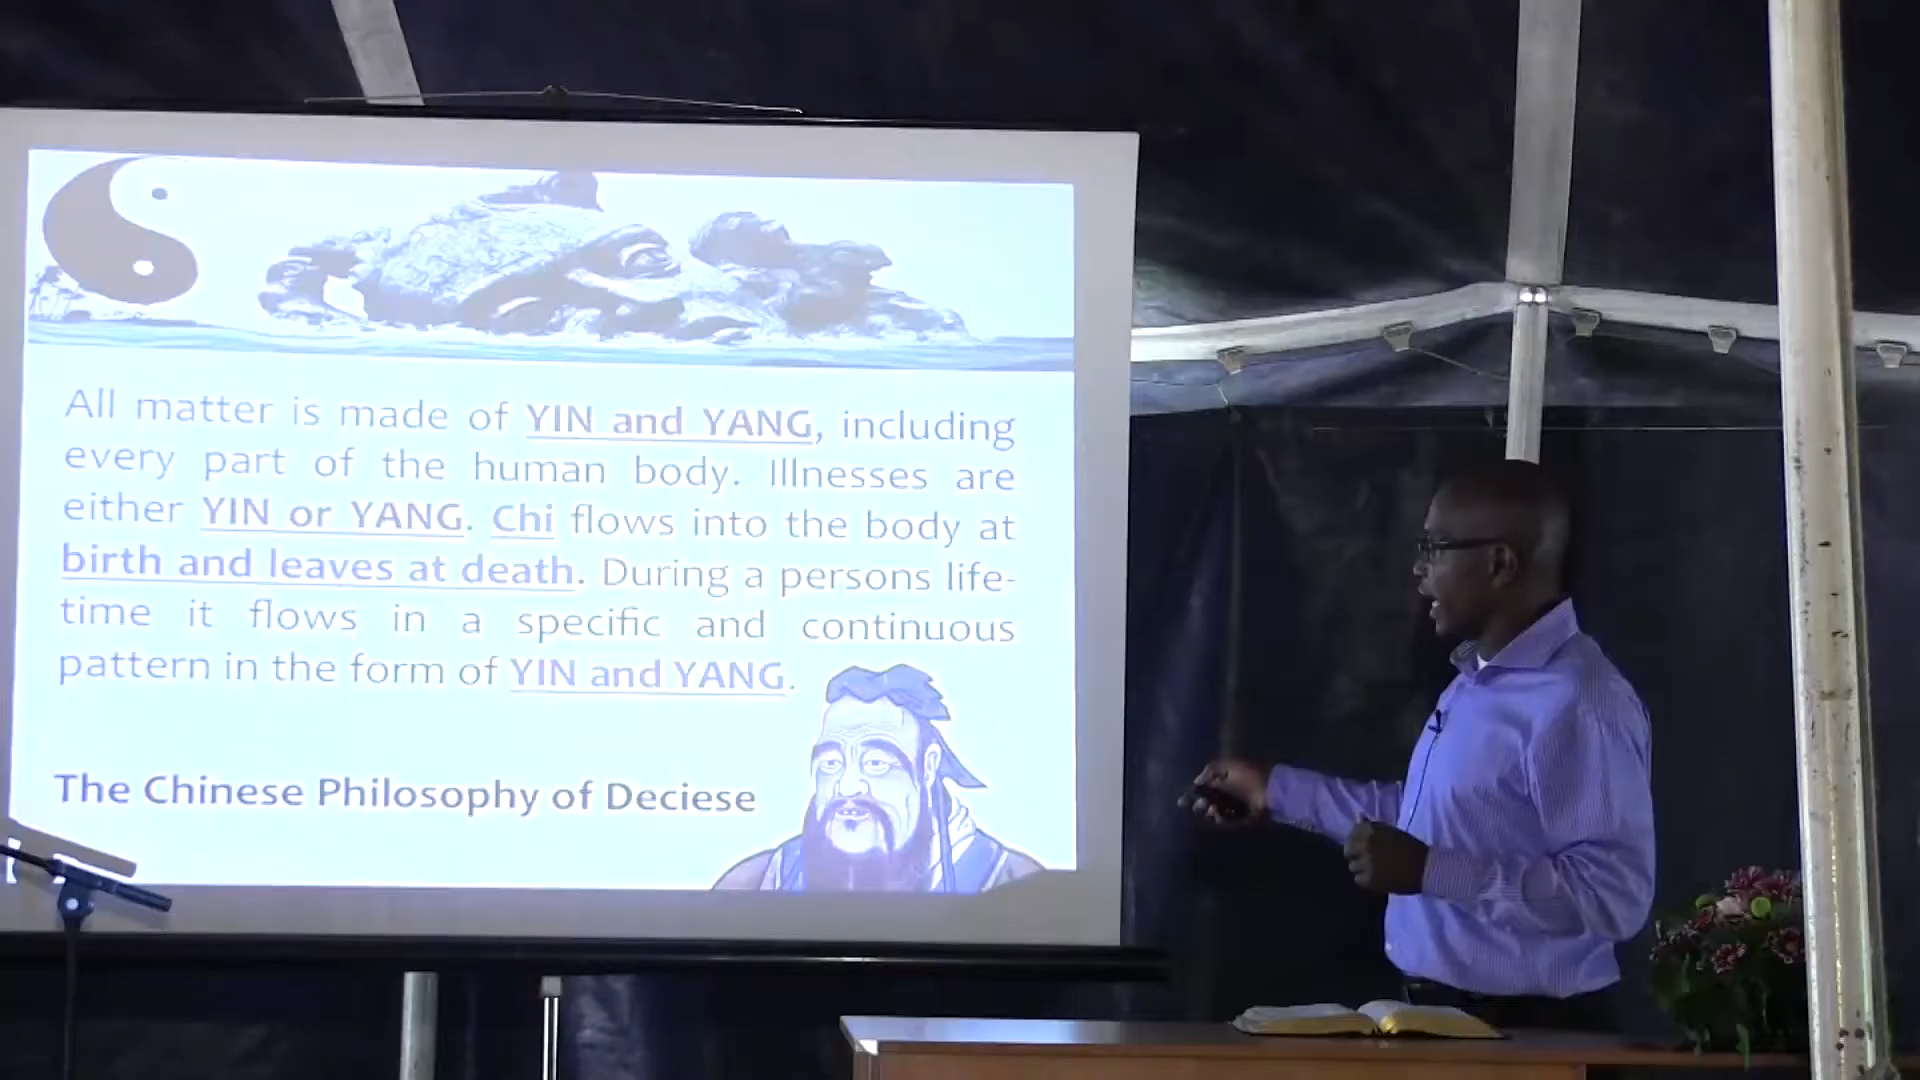 All matter is made of YIN and YANG, including
every part of the human body. Illnesses are
either YIN or YANG. Chi flows into the body at
birth and leaves at death. During a persons life-
time it flows in a specific and continuous
pattern in the form of YIN and YANG.
The Chinese Philosophy of Deciese